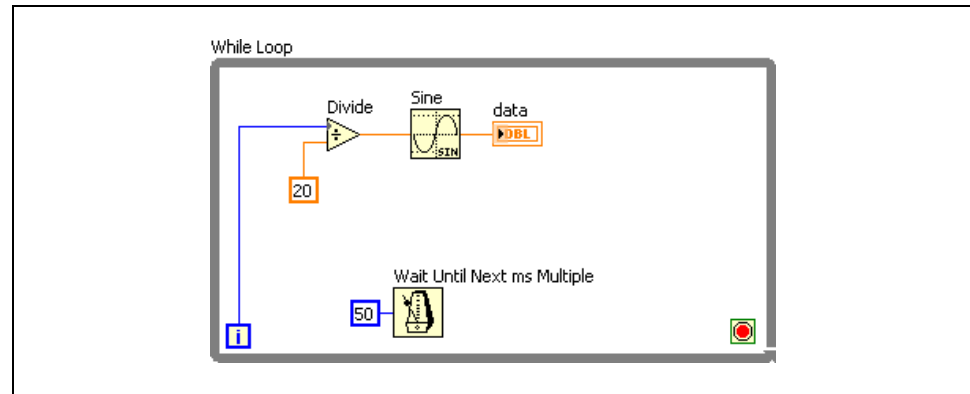 While Loop
Divide
Sine
data
÷
SIN
DBL
20
Wait Until Next ms Multiple
50
i